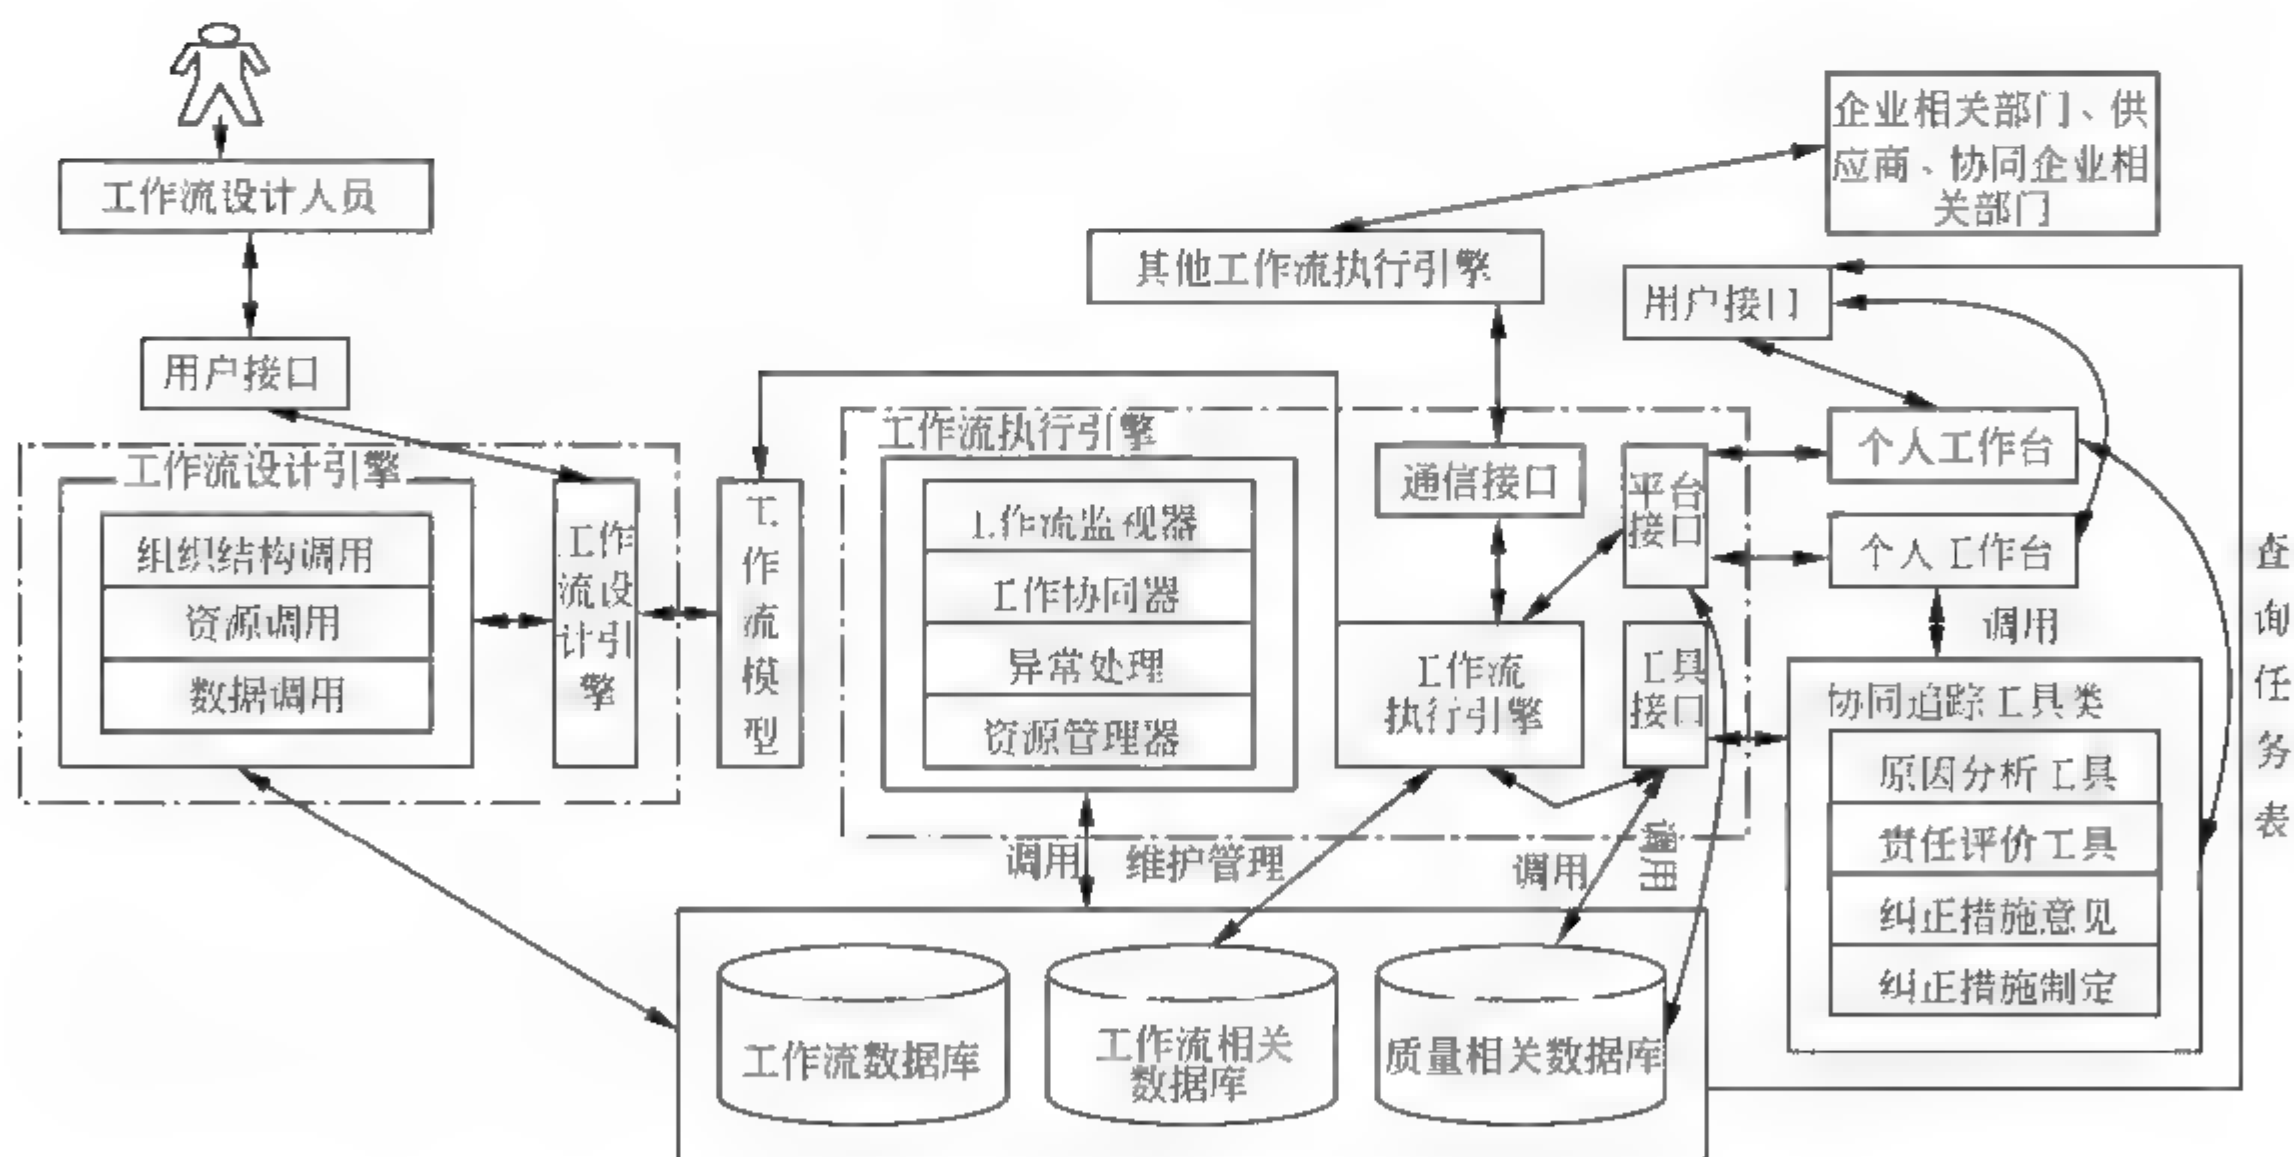 企业相关部门、供
应商、协同企业相
关部门
工作流设计人员
其他工作流执行引擎
用户接口
用户接口
工作流执行引擎
个人工作台
工作流设计引擎
通信接口
平台
接口
工作流监视器
组织结构调用
工作
流设
计引
擎
工
作
流
模
型
个人工作台
查
询
任
务
表
工作协同器
资源调用
调用
异常处理
工作流
执行引擎
工具
接口
数据调用
协同追踪工具类
资源管理器
原因分析工具
责任评价工具
调用
维护管理
调用
调用
纠正措施意见
纠正措施制定
工作流数据库
工作流相关
数据库
质量相关数据库